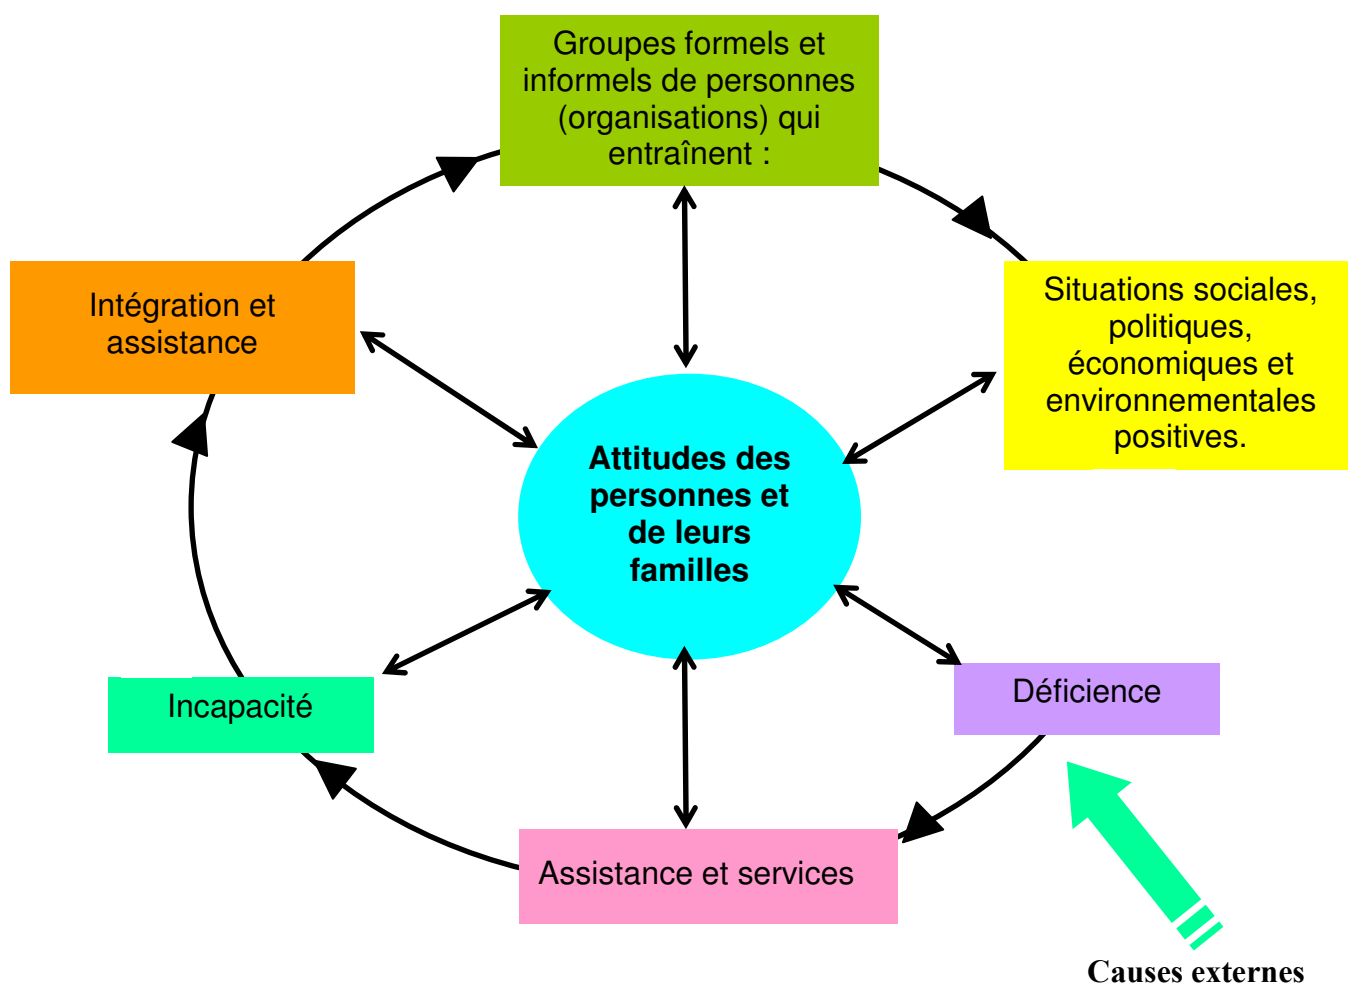 Groupes formels et
informels de personnes
(organisations) qui
entraînent :
Intégration et
assistance
Situations sociales,
politiques,
économiques et
environnementales
positives.
Attitudes des
personnes et
de leurs
familles
Incapacité
Déficience
Assistance et services
Causes externes